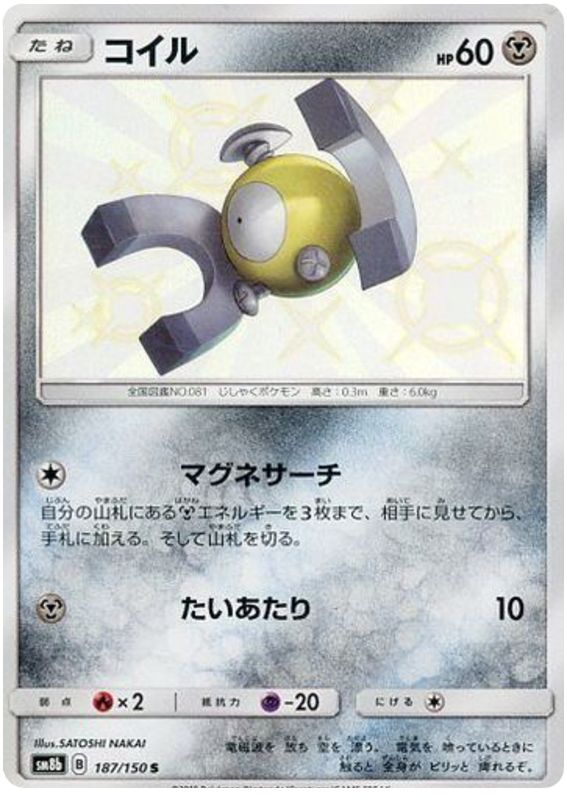 たね コイル HP60
全国図鑑NO.081 じしゃくポケモン 高さ:0.3m 重さ:6.0kg
マグネサーチ
自分の山札にあるエネルギーを3枚まで、相手に見せてから、
手札に加える。そして山札を切る。
たいあたり 10
弱点 ×2 抵抗力 -20 にげる
Illus.SATOSHI NAKAI
sm8b B 187/150 S
電磁波を 放ち 空を 漂う。 電気を 喰っているときに
触ると 全身が ビリッと 痺れるぞ。